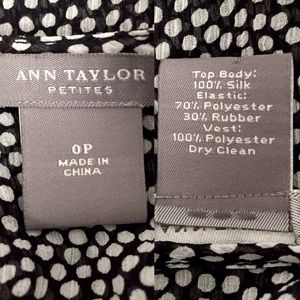 ANN TAYLOR
PETITES
0P
MADE IN
CHINA
Top Body:
100% Silk
Elastic:
70% Polyester
30% Rubber
Vest:
100% Polyester
Dry Clean